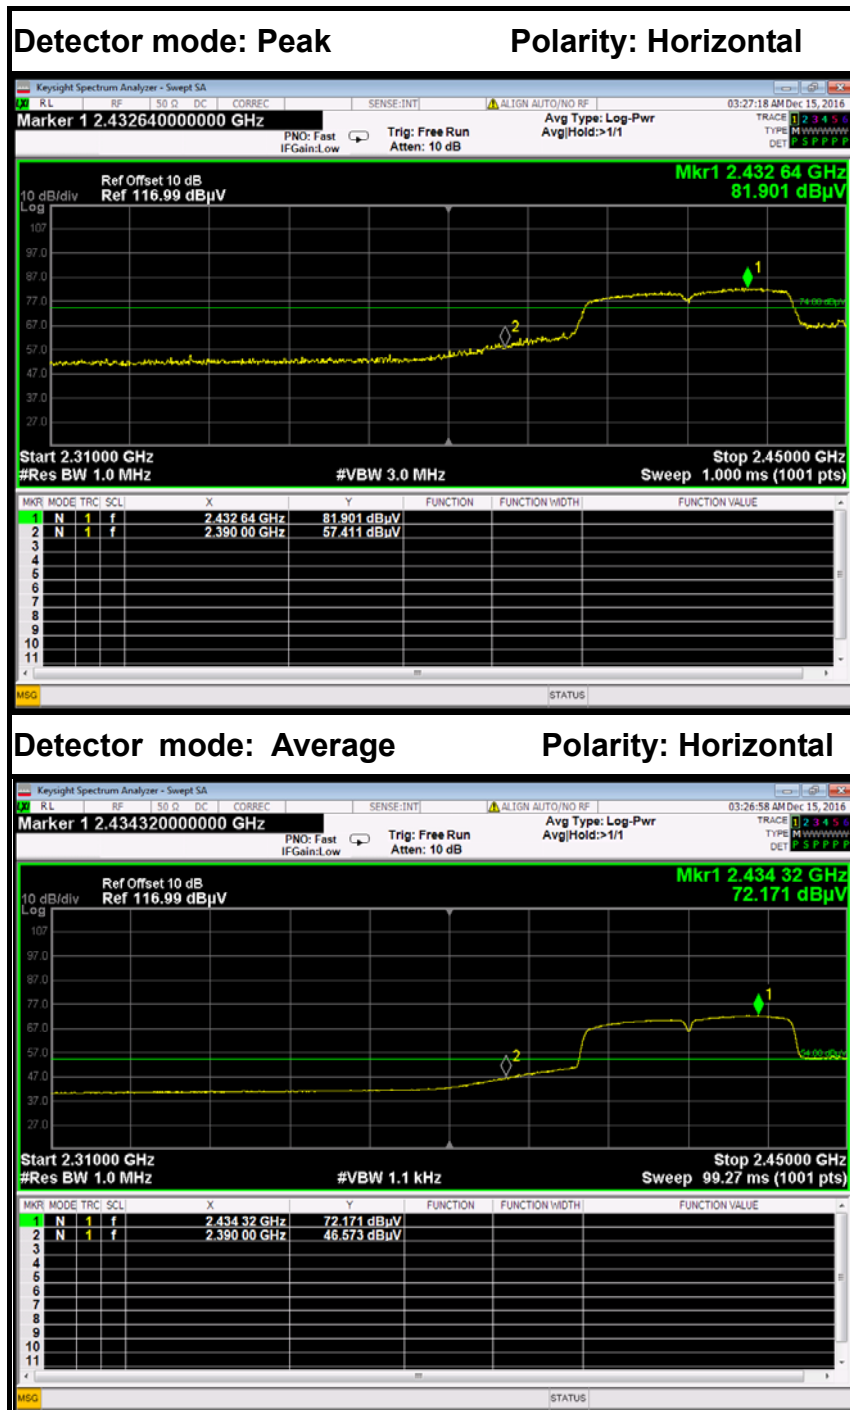 Detector mode: Peak Polarity: Horizontal
Keysight Spectrum Analyzer - Swept SA
RL RF 50 Ω DC CORREC SENSE:INT ALIGN AUTO/NO RF 03:27:18 AM Dec 15, 2016
Marker 1 2.432640000000 GHz
PNO: Fast
IFGain:Low
Trig: Free Run
Atten: 10 dB
Avg Type: Log-Pwr
Avg|Hold:>1/1
TRACE 1 2 3 4 5 6
TYPE M WWWWW
DET P S P P P P
Mkr1 2.432 64 GHz
81.901 dBµV
Ref Offset 10 dB
10 dB/div Ref 116.99 dBµV
Log
107
97.0
87.0
77.0
67.0
57.0
47.0
37.0
27.0
1
2
74.00 dBµV
Start 2.31000 GHz Stop 2.45000 GHz
#Res BW 1.0 MHz #VBW 3.0 MHz Sweep 1.000 ms (1001 pts)
MKR MODE TRC SCL X Y FUNCTION FUNCTION WIDTH FUNCTION VALUE
1 N 1 f 2.432 64 GHz 81.901 dBµV
2 N 1 f 2.390 00 GHz 57.411 dBµV
3
4
5
6
7
8
9
10
11
MSG STATUS
Detector mode: Average Polarity: Horizontal
Keysight Spectrum Analyzer - Swept SA
RL RF 50 Ω DC CORREC SENSE:INT ALIGN AUTO/NO RF 03:26:58 AM Dec 15, 2016
Marker 1 2.434320000000 GHz
PNO: Fast
IFGain:Low
Trig: Free Run
Atten: 10 dB
Avg Type: Log-Pwr
Avg|Hold:>1/1
TRACE 1 2 3 4 5 6
TYPE M WWWWW
DET P S P P P P
Mkr1 2.434 32 GHz
72.171 dBµV
Ref Offset 10 dB
10 dB/div Ref 116.99 dBµV
Log
107
97.0
87.0
77.0
67.0
57.0
47.0
37.0
27.0
1
2
54.00 dBµV
Start 2.31000 GHz Stop 2.45000 GHz
#Res BW 1.0 MHz #VBW 1.1 kHz Sweep 99.27 ms (1001 pts)
MKR MODE TRC SCL X Y FUNCTION FUNCTION WIDTH FUNCTION VALUE
1 N 1 f 2.434 32 GHz 72.171 dBµV
2 N 1 f 2.390 00 GHz 46.573 dBµV
3
4
5
6
7
8
9
10
11
MSG STATUS